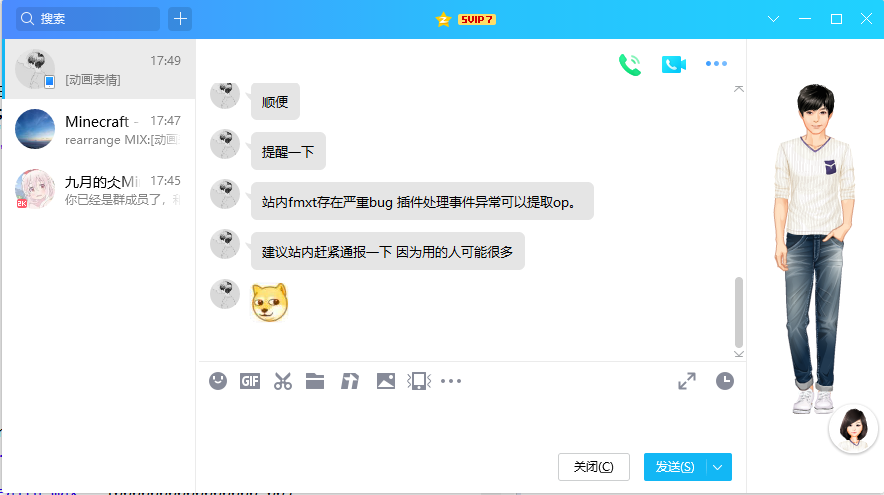 搜索
SVIP7
17:49
[动画表情]
Minecraft -
17:47
rearrange MIX:[动画
九月的仌Mi
17:45
你已经是群成员了，
2K
顺便
提醒一下
站内fmxt存在严重bug 插件处理事件异常可以提取op。
建议站内赶紧通报一下 因为用的人可能很多
GIF
关闭(C)
发送(S)